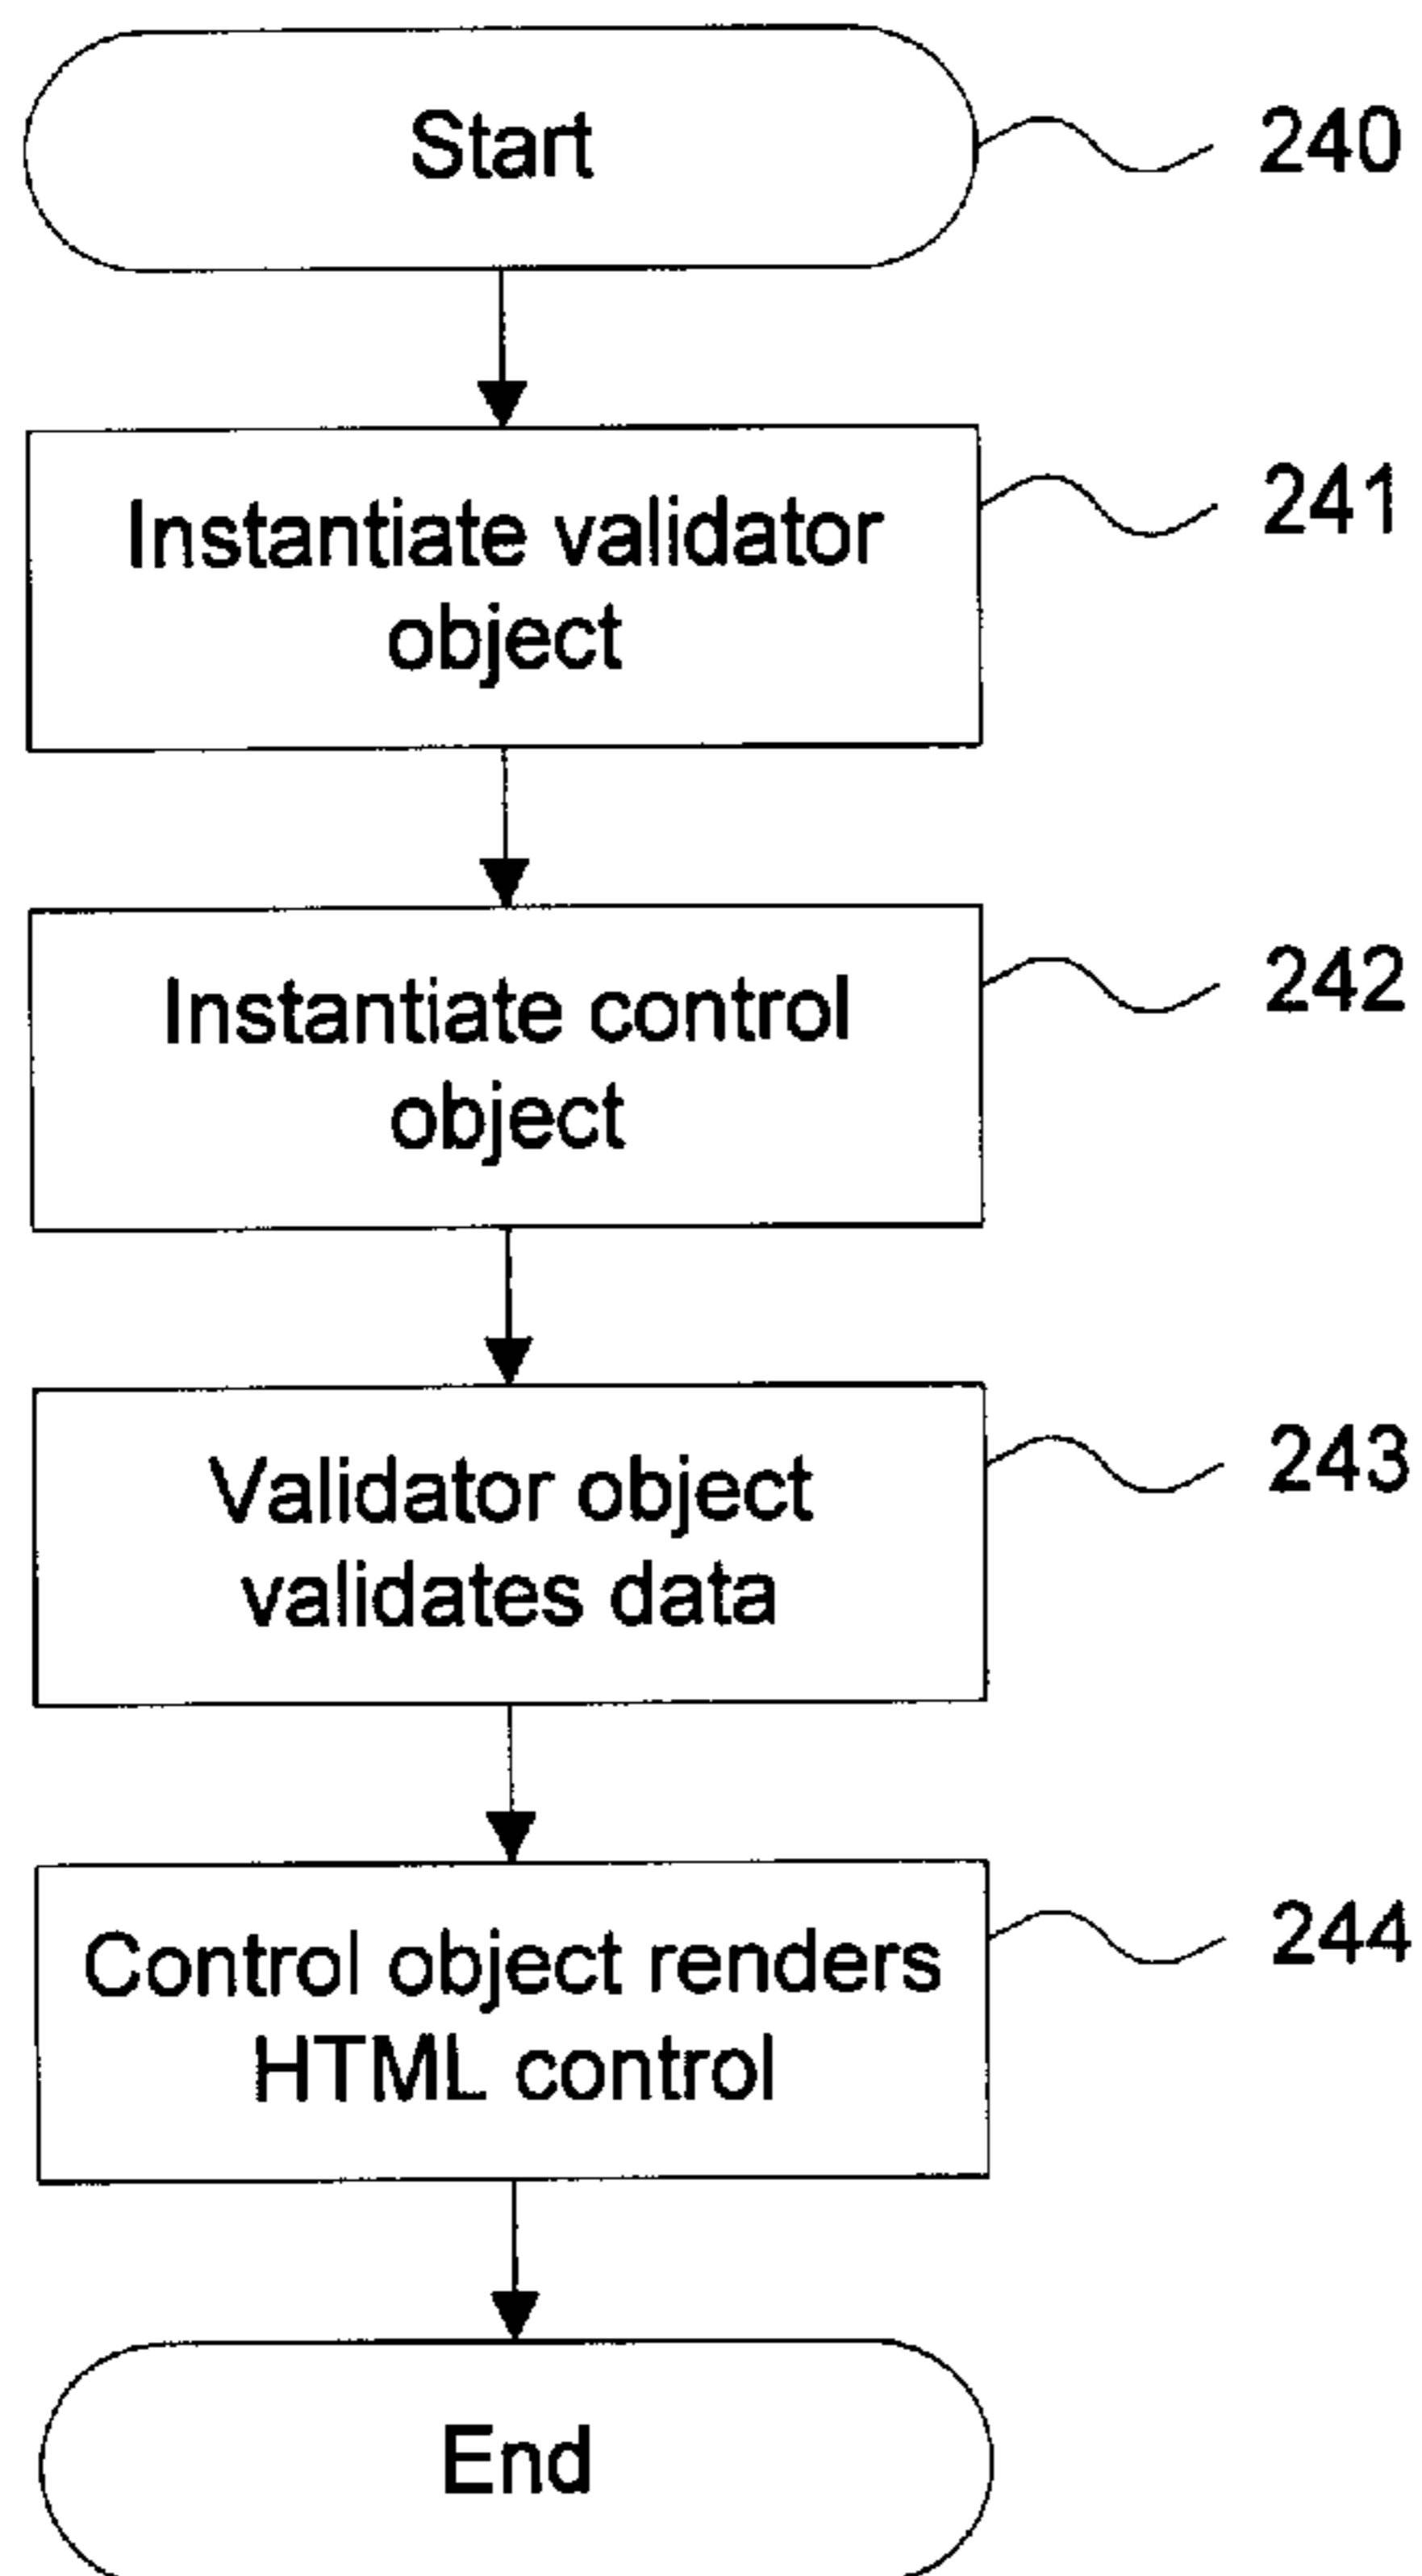 Start
240
Instantiate validator
object
241
Instantiate control
object
242
Validator object
validates data
243
Control object renders
HTML control
244
End